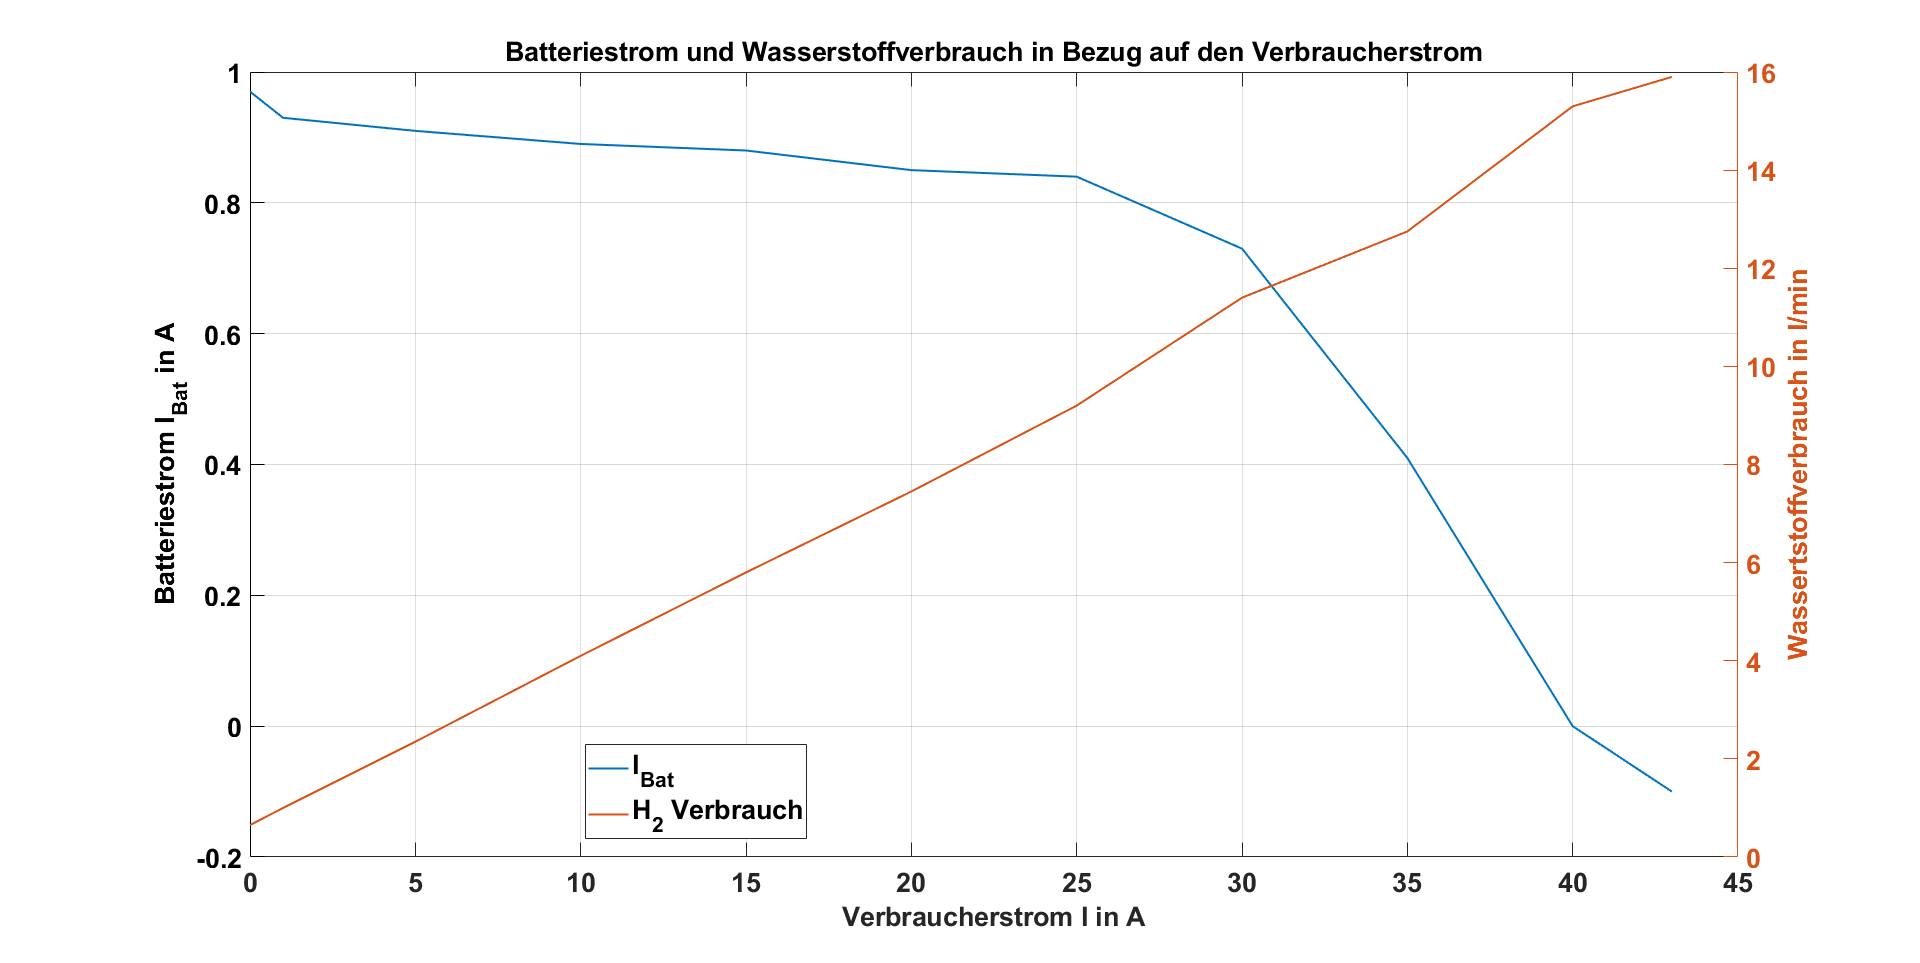 Batteriestrom und Wasserstoffverbrauch in Bezug auf den Verbraucherstrom
1
0.8
0.6
0.4
0.2
0
-0.2
Batteriestrom I_Bat in A
16
14
12
10
8
6
4
2
0
Wassertstoffverbrauch in l/min
I_Bat
H_2 Verbrauch
0 5 10 15 20 25 30 35 40 45
Verbraucherstrom I in A